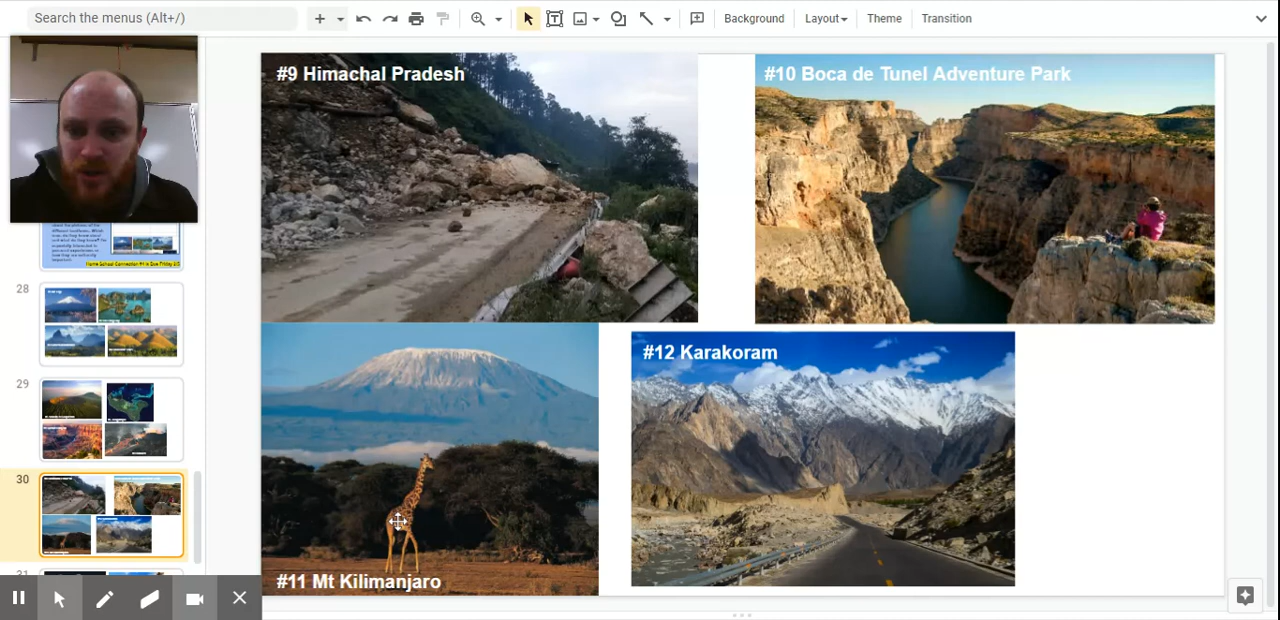 Search the menus (Alt+/)
Background
Layout
Theme
Transition
#9 Himachal Pradesh
#10 Boca de Tunel Adventure Park
#11 Mt Kilimanjaro
#12 Karakoram
28
29
30